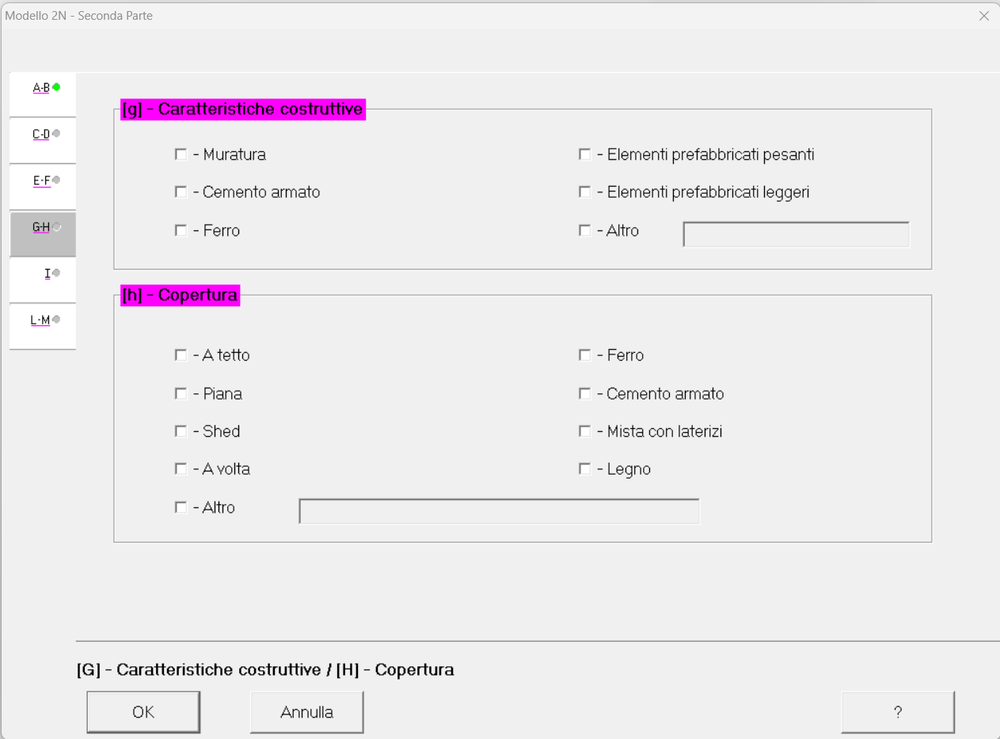 Modello 2N - Seconda Parte
A-B
C-D
E-F
G-H
I
L-M
[g] - Caratteristiche costruttive
- Muratura
- Elementi prefabbricati pesanti
- Cemento armato
- Elementi prefabbricati leggeri
- Ferro
- Altro
[h] - Copertura
- A tetto
- Ferro
- Piana
- Cemento armato
- Shed
- Mista con laterizi
- A volta
- Legno
- Altro
[G] - Caratteristiche costruttive / [H] - Copertura
OK
Annulla
?